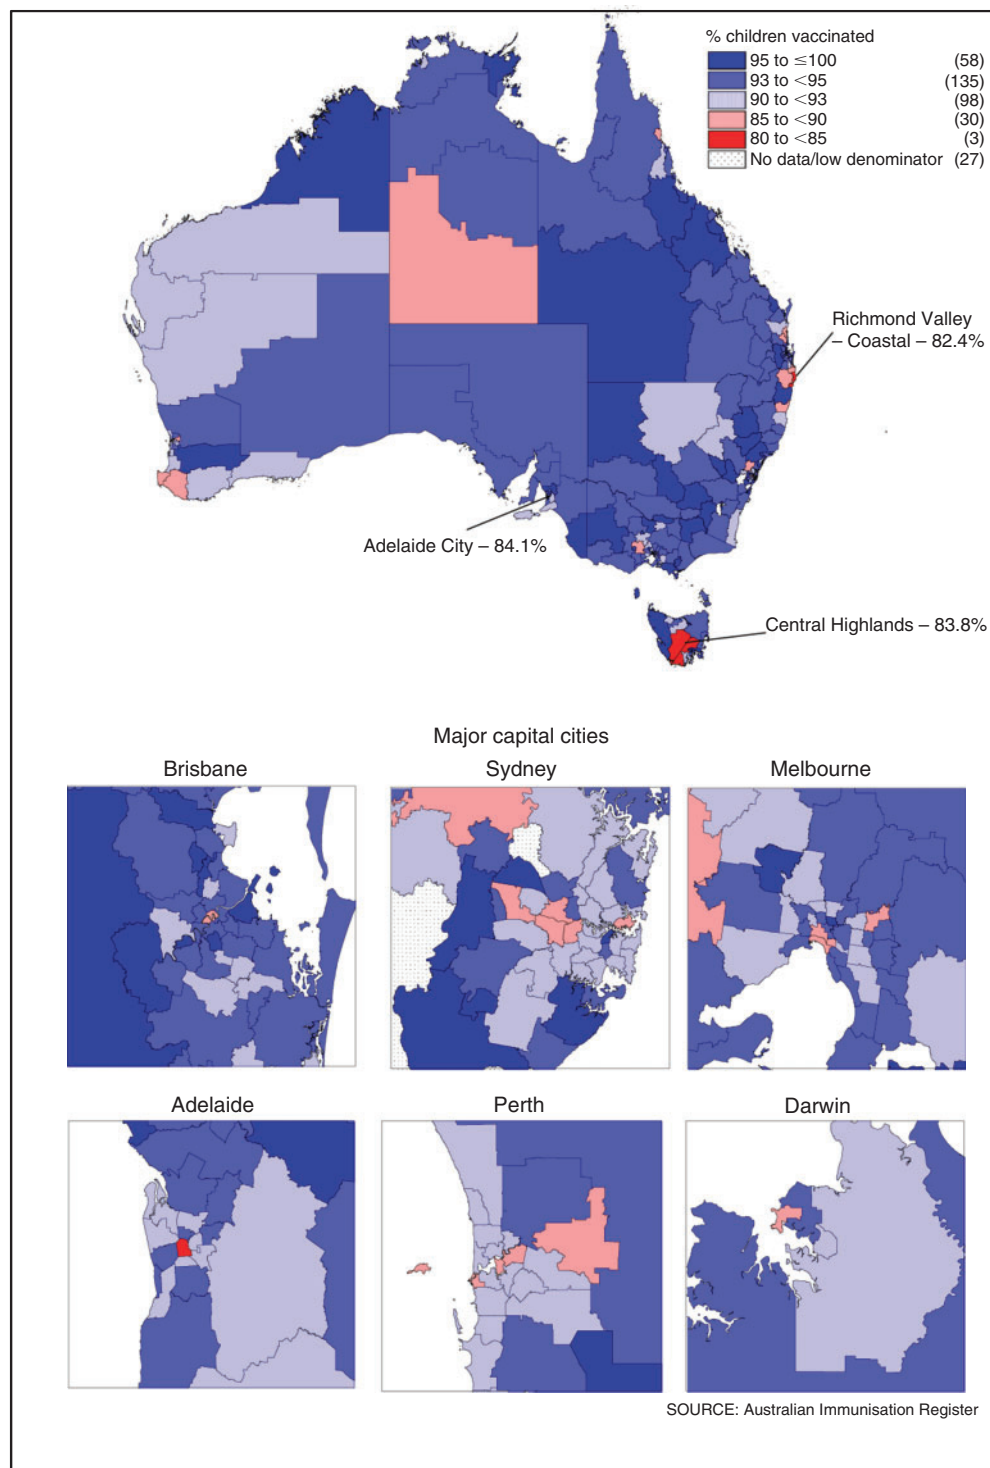 % children vaccinated
95 to ≤100 (58)
93 to <95 (135)
90 to <93 (98)
85 to <90 (30)
80 to <85 (3)
No data/low denominator (27)
Richmond Valley
– Coastal – 82.4%
Adelaide City – 84.1%
Central Highlands – 83.8%
Major capital cities
Brisbane
Sydney
Melbourne
Adelaide
Perth
Darwin
SOURCE: Australian Immunisation Register